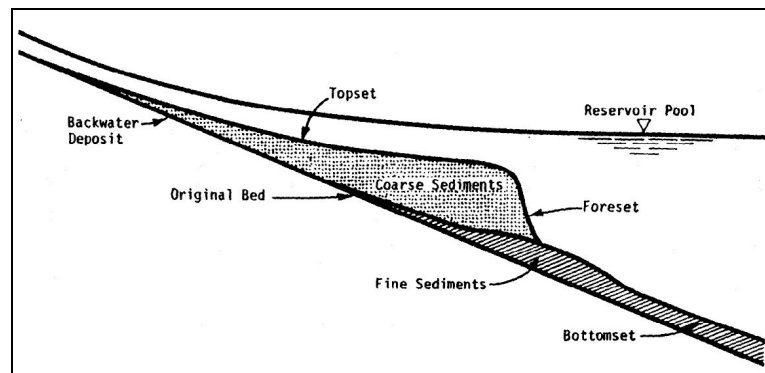 Topset
Reservoir Pool
Backwater
Deposit
Coarse Sediments
Original Bed
Foreset
Fine Sediments
Bottomset